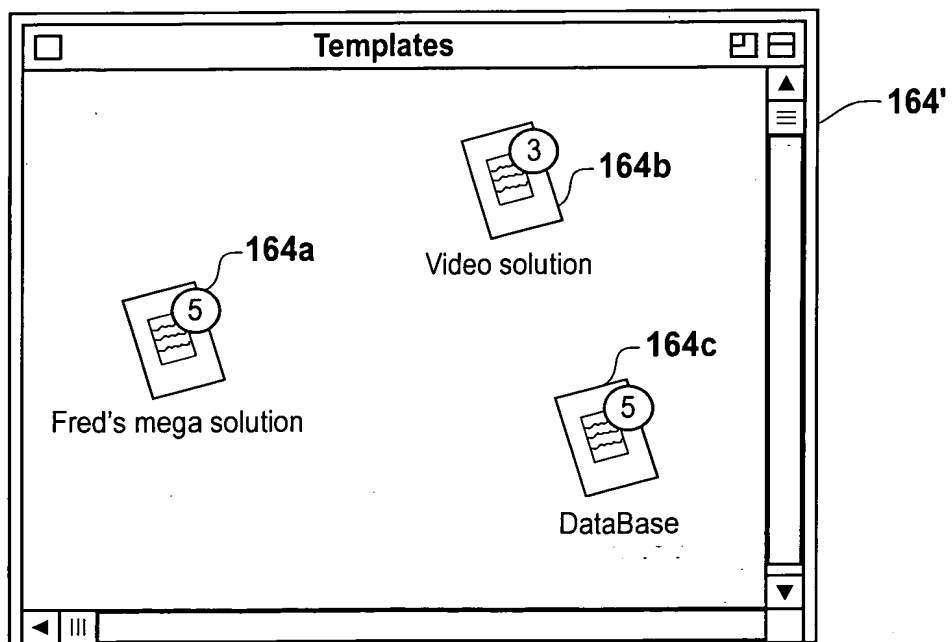 Templates
164'
3
164b
Video solution
164a
5
Fred's mega solution
164c
5
DataBase